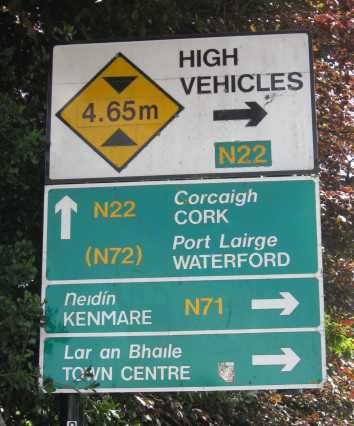 HIGH
VEHICLES
4.65m
N22
N22 Corcaigh
CORK
(N72) Port Lairge
WATERFORD
Neidín
KENMARE N71
Lar an Bhaile
TOWN CENTRE